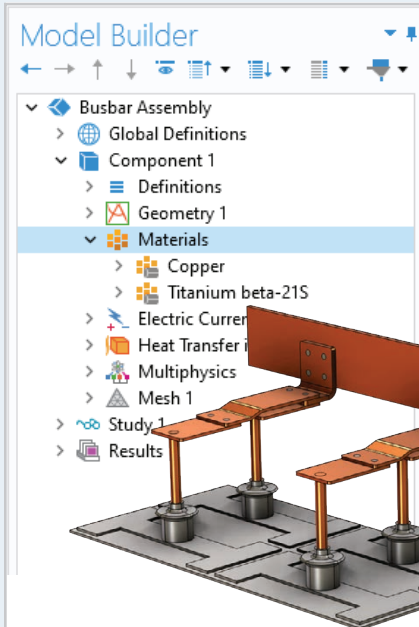 Model Builder
Busbar Assembly
Global Definitions
Component 1
Definitions
Geometry 1
Materials
Copper
Titanium beta-21S
Electric Curren
Heat Transfer i
Multiphysics
Mesh 1
Study 1
Results